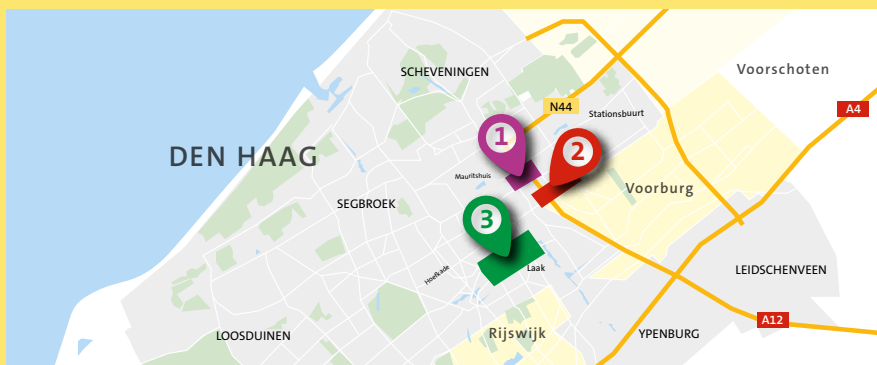 SCHEVENINGEN
Voorschoten
N44
A4
Stationsbuurt
1
2
DEN HAAG
Mauritshuis
Voorburg
SEGBROEK
3
Hoefkade
Laak
LEIDSCHENVEEN
A12
LOOSDUINEN
Rijswijk
YPENBURG